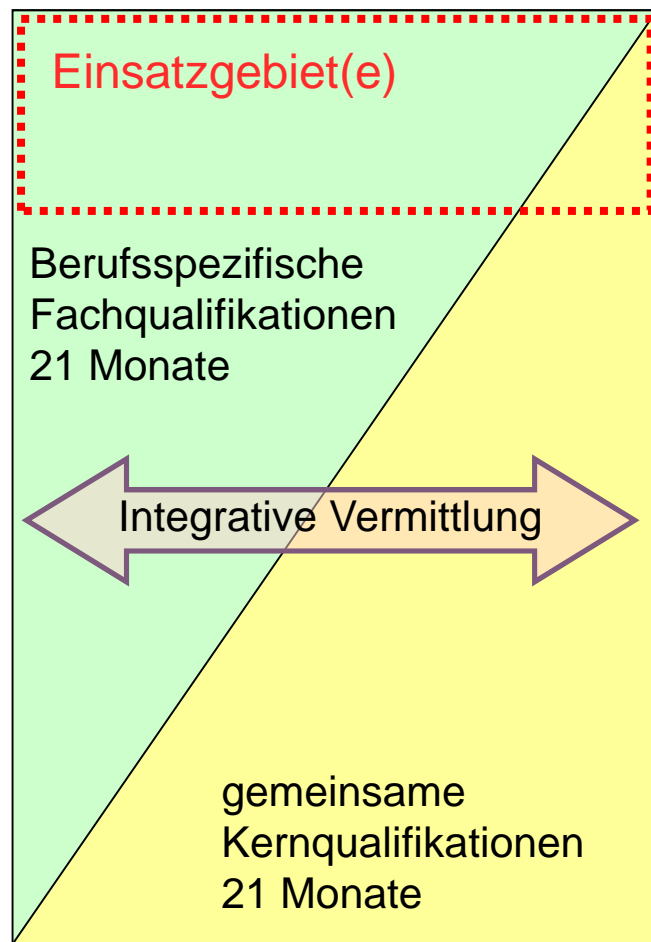 Einsatzgebiet(e)
Berufsspezifische
Fachqualifikationen
21 Monate
Integrative Vermittlung
gemeinsame
Kernqualifikationen
21 Monate